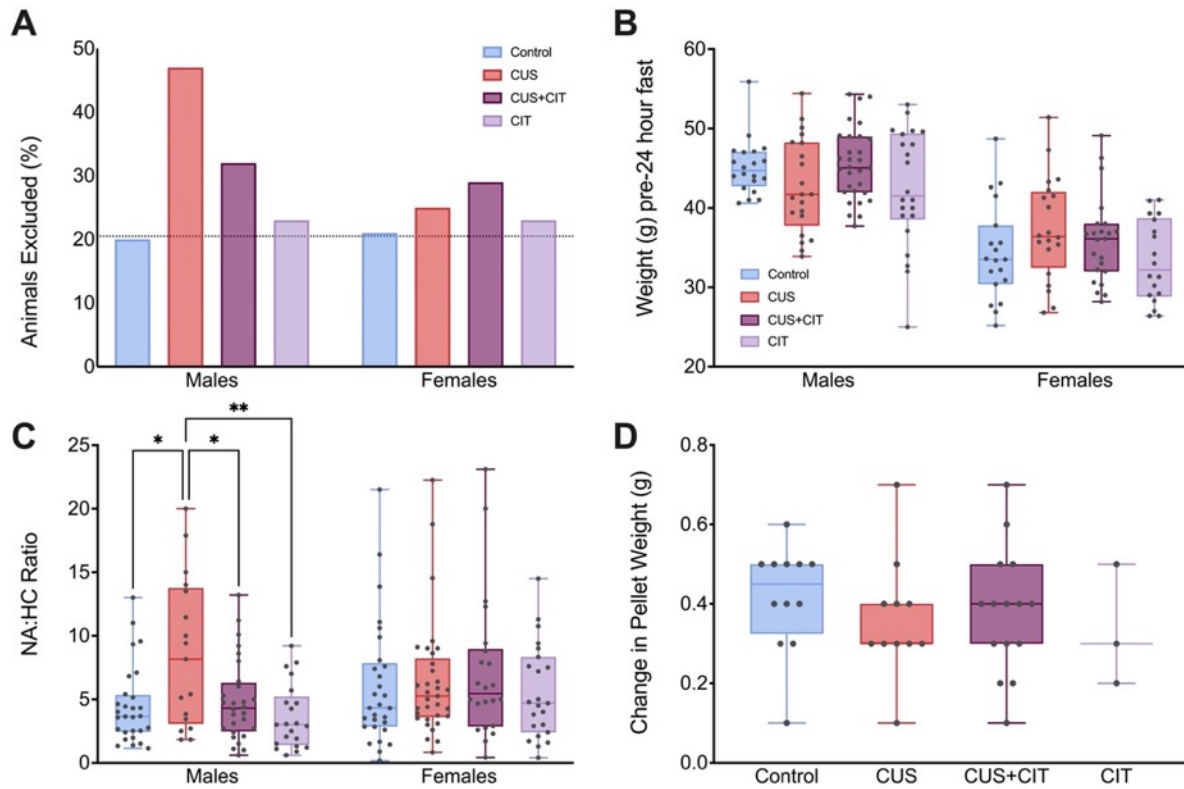 A
Animals Excluded (%)
50
40
30
20
10
0
Control
CUS
CUS+CIT
CIT
Males
Females
B
Weight (g) pre-24 hour fast
60
50
40
30
20
Control
CUS
CUS+CIT
CIT
Males
Females
C
NA:HC Ratio
25
20
15
10
5
0
*
*
**
Males
Females
D
Change in Pellet Weight (g)
0.8
0.6
0.4
0.2
0.0
Control
CUS
CUS+CIT
CIT